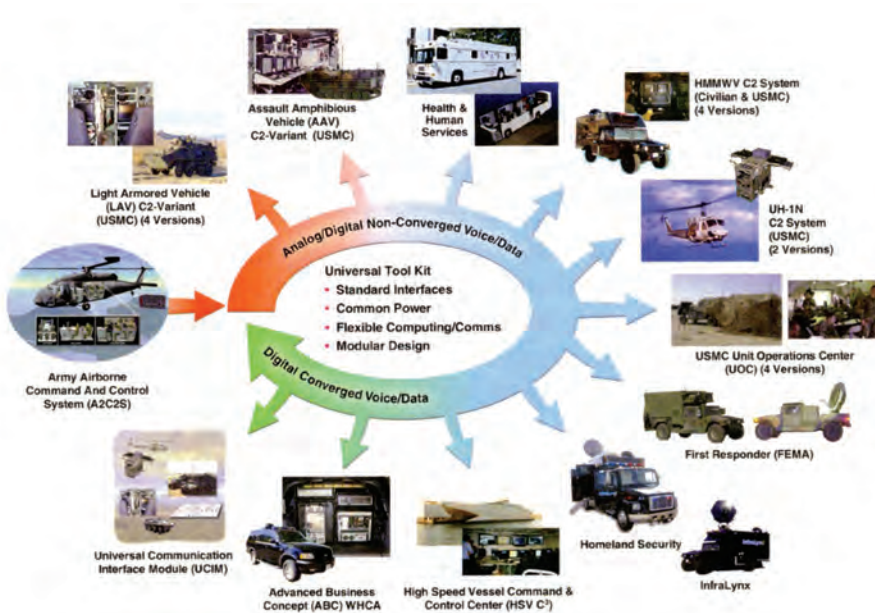 Assault Amphibious
Vehicle (AAV)
C2-Variant (USMC)
Health &
Human
Services
HMMWV C2 System
(Civilian & USMC)
(4 Versions)
Light Armored Vehicle
(LAV) C2-Variant
(USMC) (4 Versions)
UH-1N
C2 System
(USMC)
(2 Versions)
Analog/Digital Non-Converged Voice/Data
Universal Tool Kit
• Standard Interfaces
• Common Power
• Flexible Computing/Comms
• Modular Design
Digital Converged Voice/Data
Army Airborne
Command And Control
System (A2C2S)
USMC Unit Operations Center
(UOC) (4 Versions)
First Responder (FEMA)
Homeland Security
InfraLynx
Universal Communication
Interface Module (UCIM)
Advanced Business
Concept (ABC) WHCA
High Speed Vessel Command &
Control Center (HSV C³)